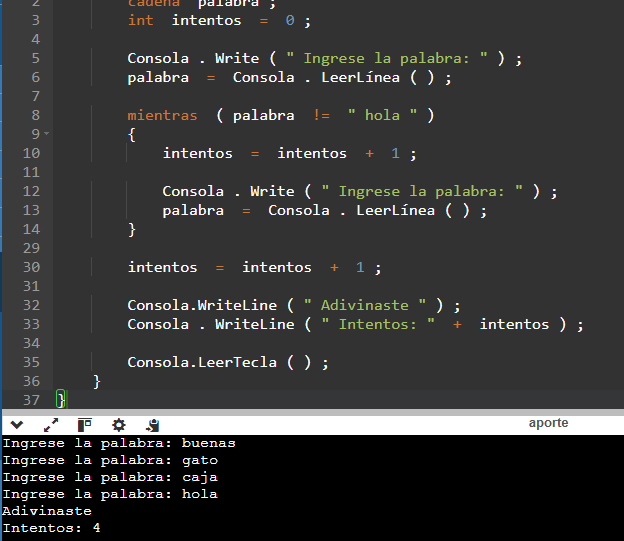 2 cadena palabra ;
3 int intentos = 0 ;
4
5 Consola . Write ( " Ingrese la palabra: " ) ;
6 palabra = Consola . LeerLínea ( ) ;
7
8 mientras ( palabra != " hola " )
9 {
10 intentos = intentos + 1 ;
11
12 Consola . Write ( " Ingrese la palabra: " ) ;
13 palabra = Consola . LeerLínea ( ) ;
14 }
29
30 intentos = intentos + 1 ;
31
32 Consola.WriteLine ( " Adivinaste " ) ;
33 Consola . WriteLine ( " Intentos: " + intentos ) ;
34
35 Consola.LeerTecla ( ) ;
36 }
37 }
aporte
Ingrese la palabra: buenas
Ingrese la palabra: gato
Ingrese la palabra: caja
Ingrese la palabra: hola
Adivinaste
Intentos: 4